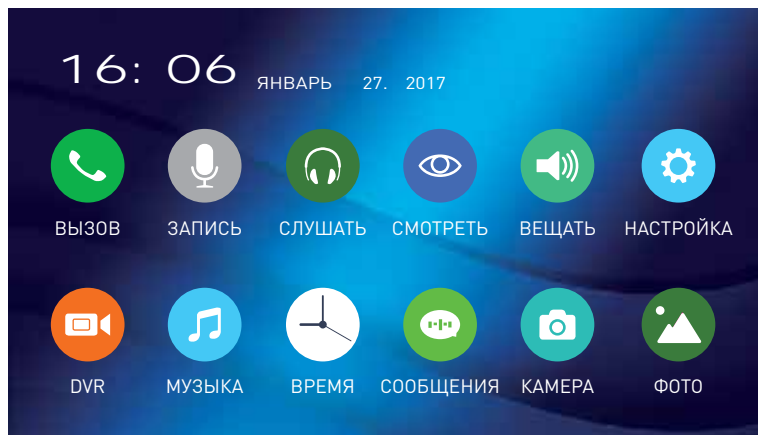 16: 06 ЯНВАРЬ 27. 2017
ВЫЗОВ ЗАПИСЬ СЛУШАТЬ СМОТРЕТЬ ВЕЩАТЬ НАСТРОЙКА
DVR МУЗЫКА ВРЕМЯ СООБЩЕНИЯ КАМЕРА ФОТО